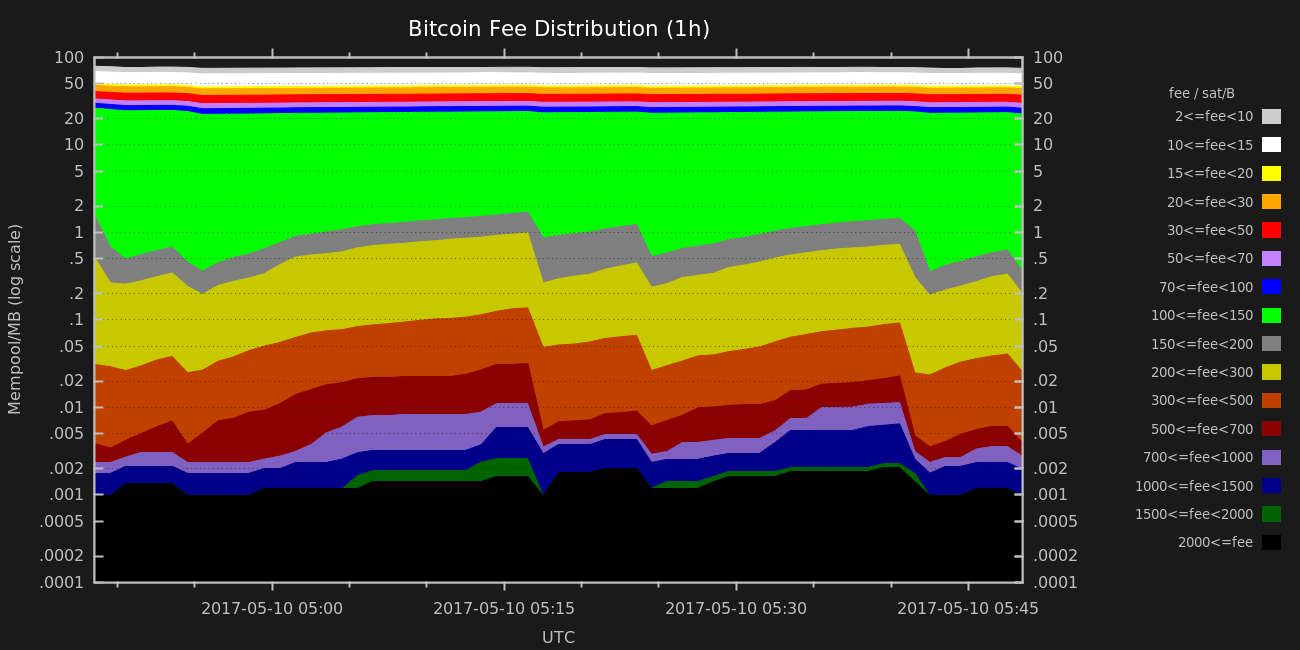 Bitcoin Fee Distribution (1h)
100
50
20
10
5
2
1
.5
.2
.1
.05
.02
.01
.005
.002
.001
.0005
.0002
.0001
Mempool/MB (log scale)
100
50
20
10
5
2
1
.5
.2
.1
.05
.02
.01
.005
.002
.001
.0005
.0002
.0001
fee / sat/B
2<=fee<10
10<=fee<15
15<=fee<20
20<=fee<30
30<=fee<50
50<=fee<70
70<=fee<100
100<=fee<150
150<=fee<200
200<=fee<300
300<=fee<500
500<=fee<700
700<=fee<1000
1000<=fee<1500
1500<=fee<2000
2000<=fee
2017-05-10 05:00 2017-05-10 05:15 2017-05-10 05:30 2017-05-10 05:45
UTC